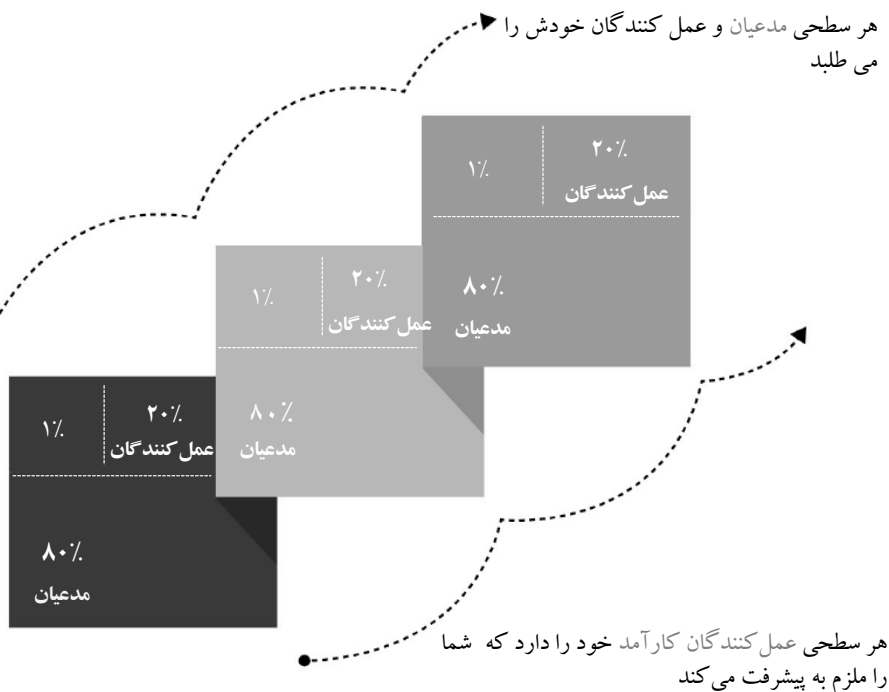 هر سطحی مدعیان و عمل کنندگان خودش را
می طلبد
۲۰٪
۱٪
عمل کنندگان
۸۰٪
مدعیان
۲۰٪
۱٪
عمل کنندگان
۸۰٪
مدعیان
۲۰٪
۱٪
عمل کنندگان
۸۰٪
مدعیان
هر سطحی عمل کنندگان کارآمد خود را دارد که شما
را ملزم به پیشرفت می کند